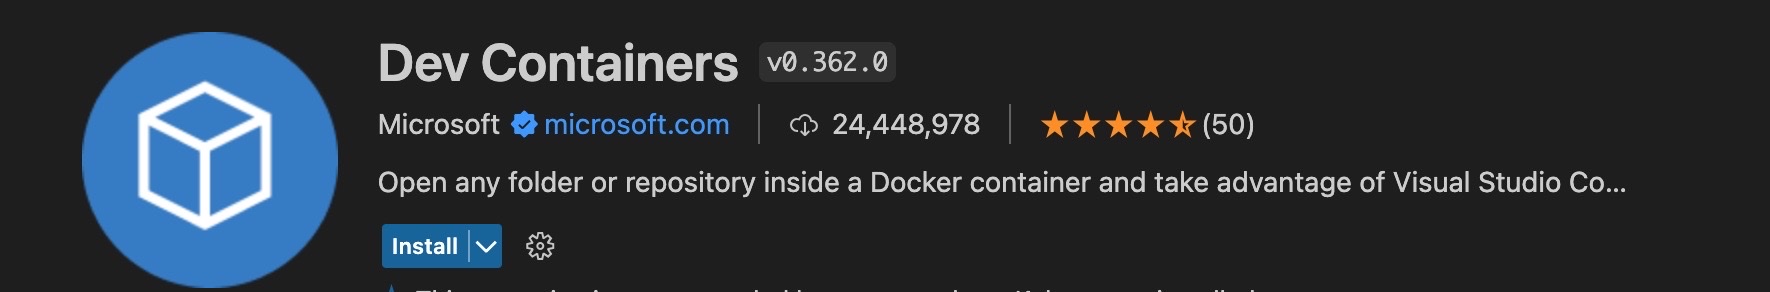 Dev Containers v0.362.0
Microsoft microsoft.com 24,448,978 (50)
Open any folder or repository inside a Docker container and take advantage of Visual Studio Co...
Install